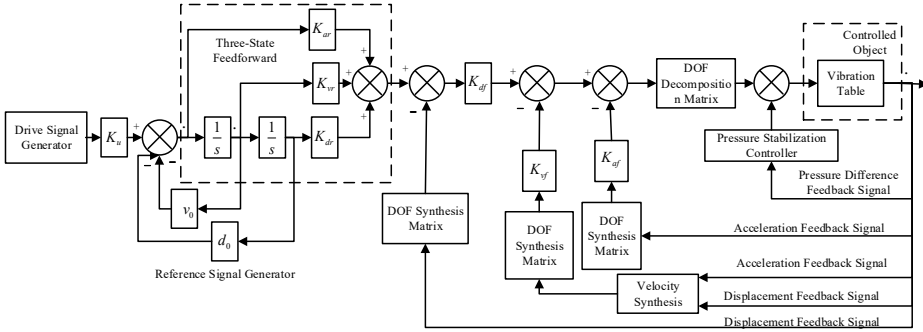 Three-State
Feedforward
K_ar
K_vr
K_dr
+
+
+
Drive Signal
Generator
K_u
+
−
−
1/s
1/s
v_0
d_0
Reference Signal Generator
+
−
K_df
+
−
+
−
K_vf
K_af
DOF Synthesis
Matrix
DOF
Synthesis
Matrix
DOF
Synthesis
Matrix
Velocity
Synthesis
DOF
Decompositio
n Matrix
Controlled
Object
Vibration
Table
Pressure Stabilization
Controller
Pressure Difference
Feedback Signal
Acceleration Feedback Signal
Acceleration Feedback Signal
Displacement Feedback Signal
Displacement Feedback Signal